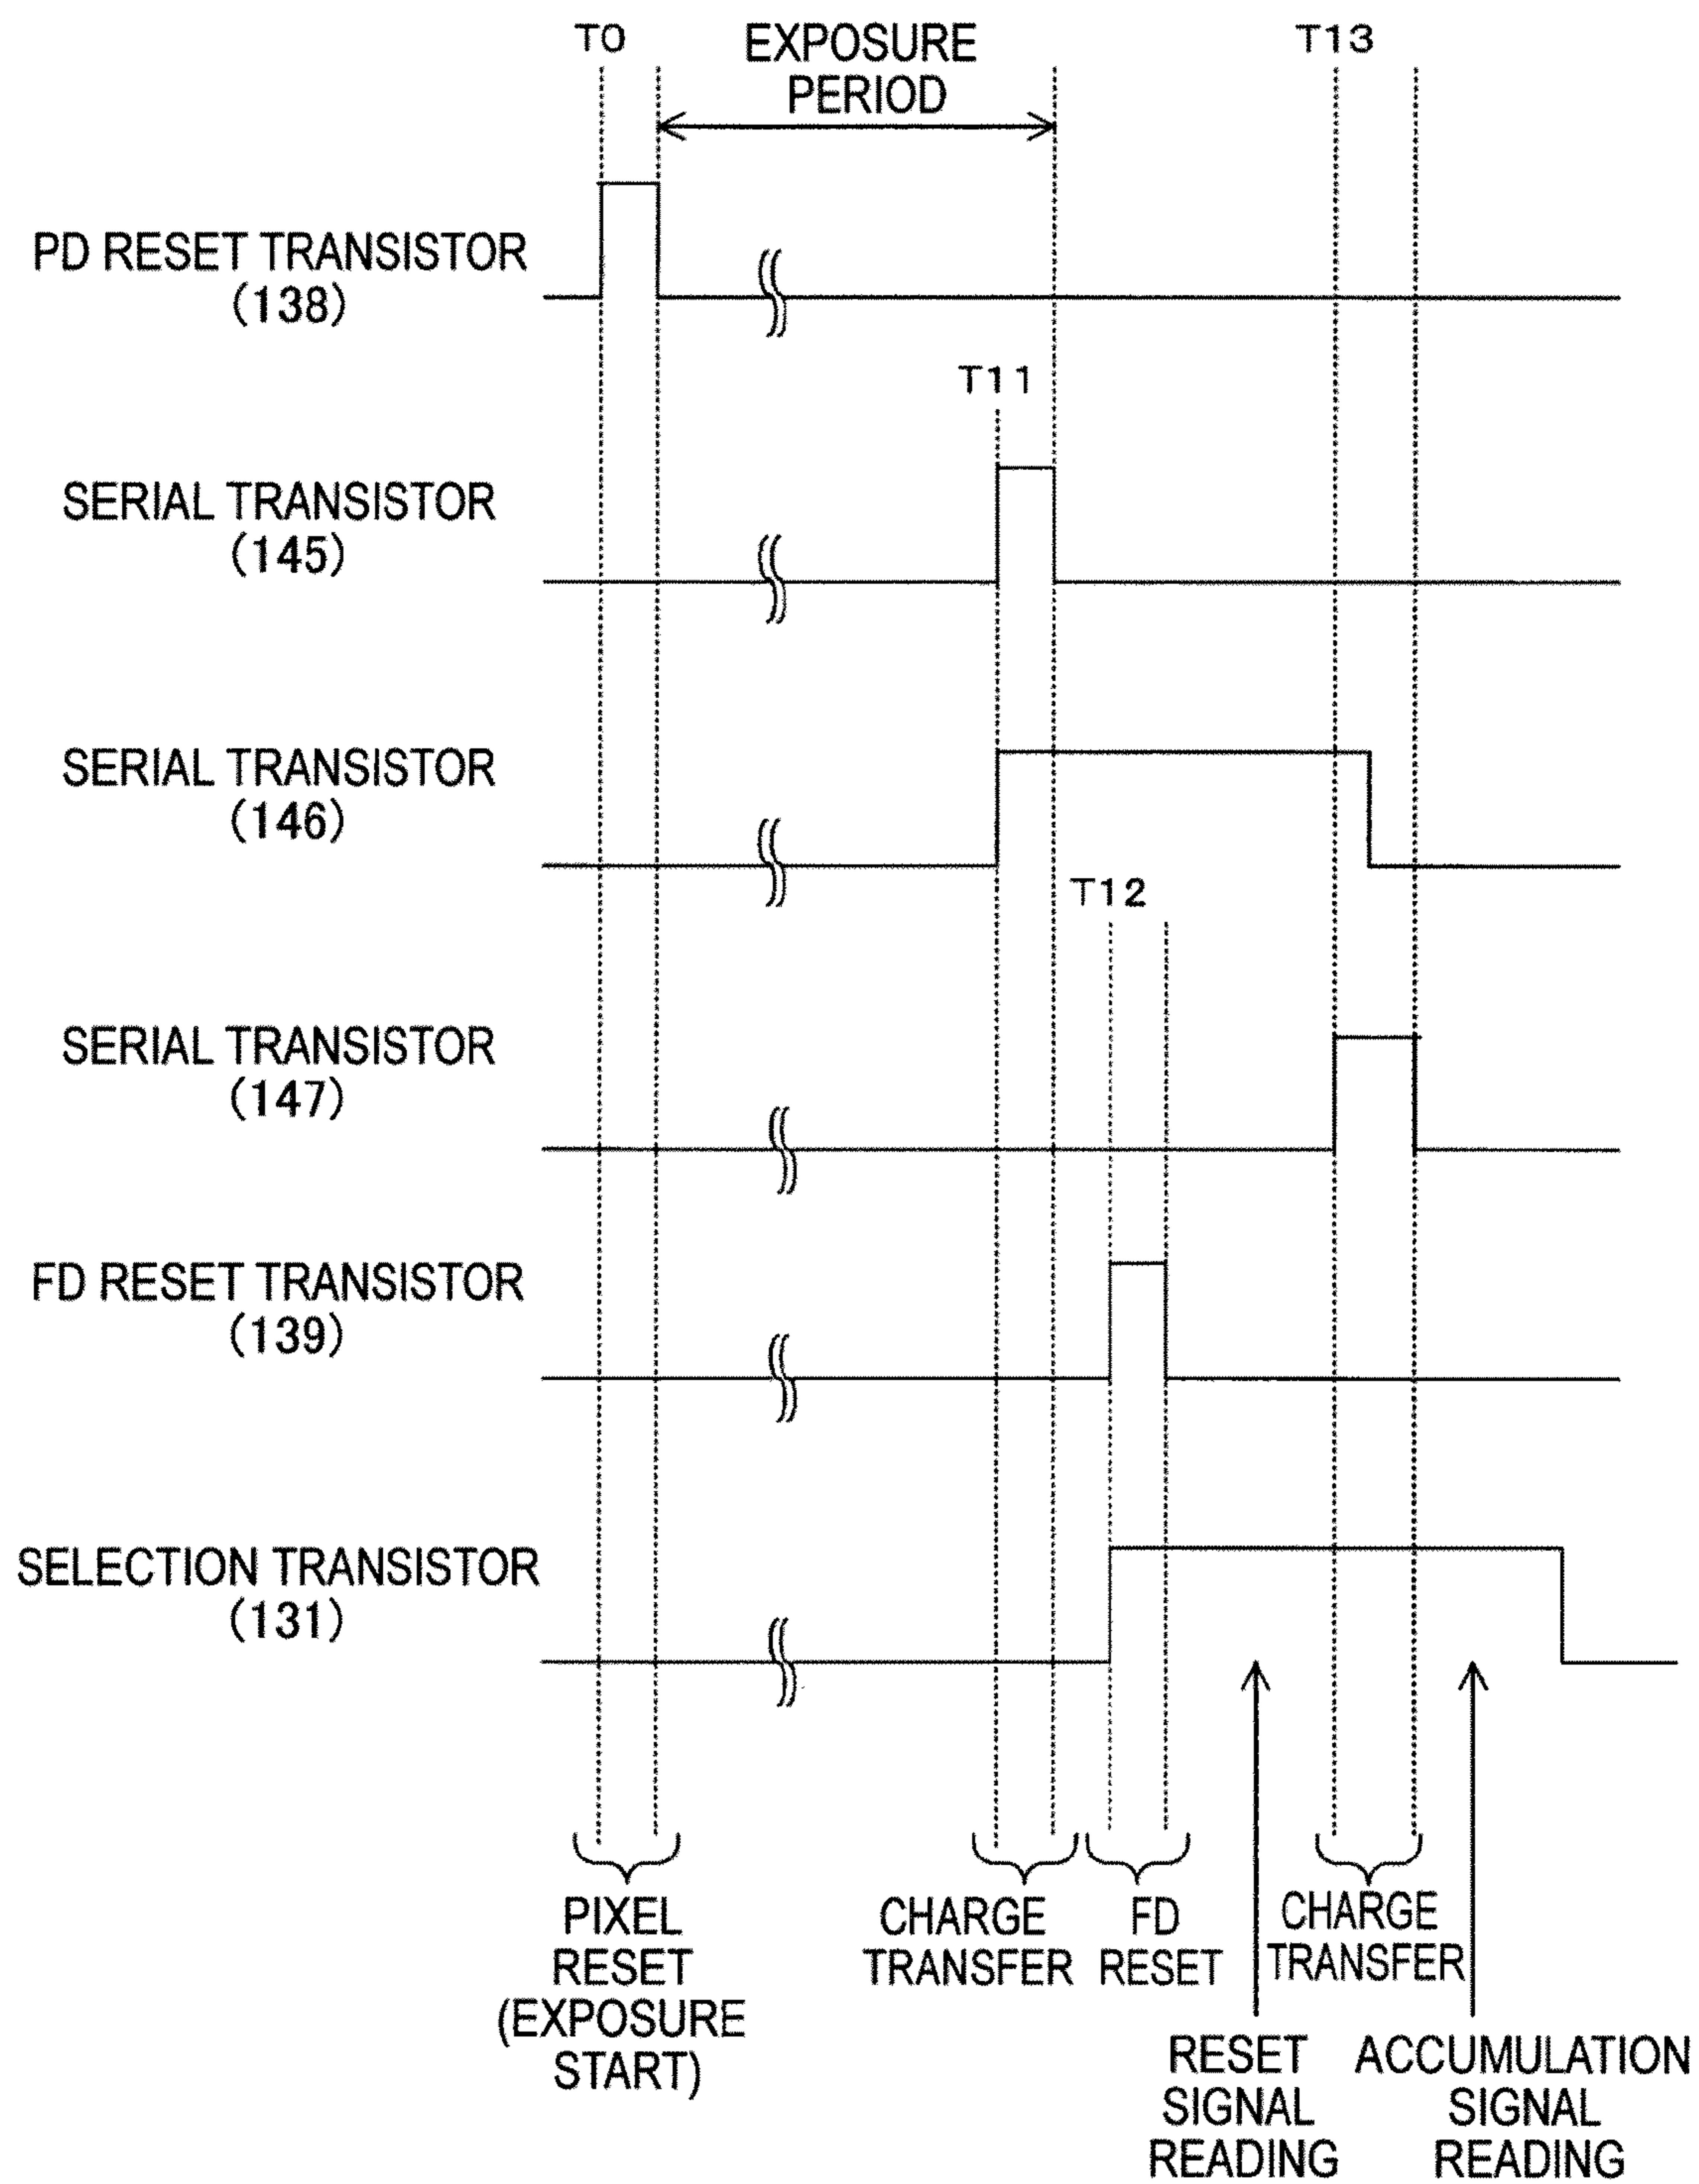 T0
EXPOSURE
PERIOD
T13
PD RESET TRANSISTOR
(138)
T11
SERIAL TRANSISTOR
(145)
SERIAL TRANSISTOR
(146)
T12
SERIAL TRANSISTOR
(147)
FD RESET TRANSISTOR
(139)
SELECTION TRANSISTOR
(131)
PIXEL
RESET
(EXPOSURE
START)
CHARGE
TRANSFER
FD
RESET
CHARGE
TRANSFER
RESET
SIGNAL
READING
ACCUMULATION
SIGNAL
READING